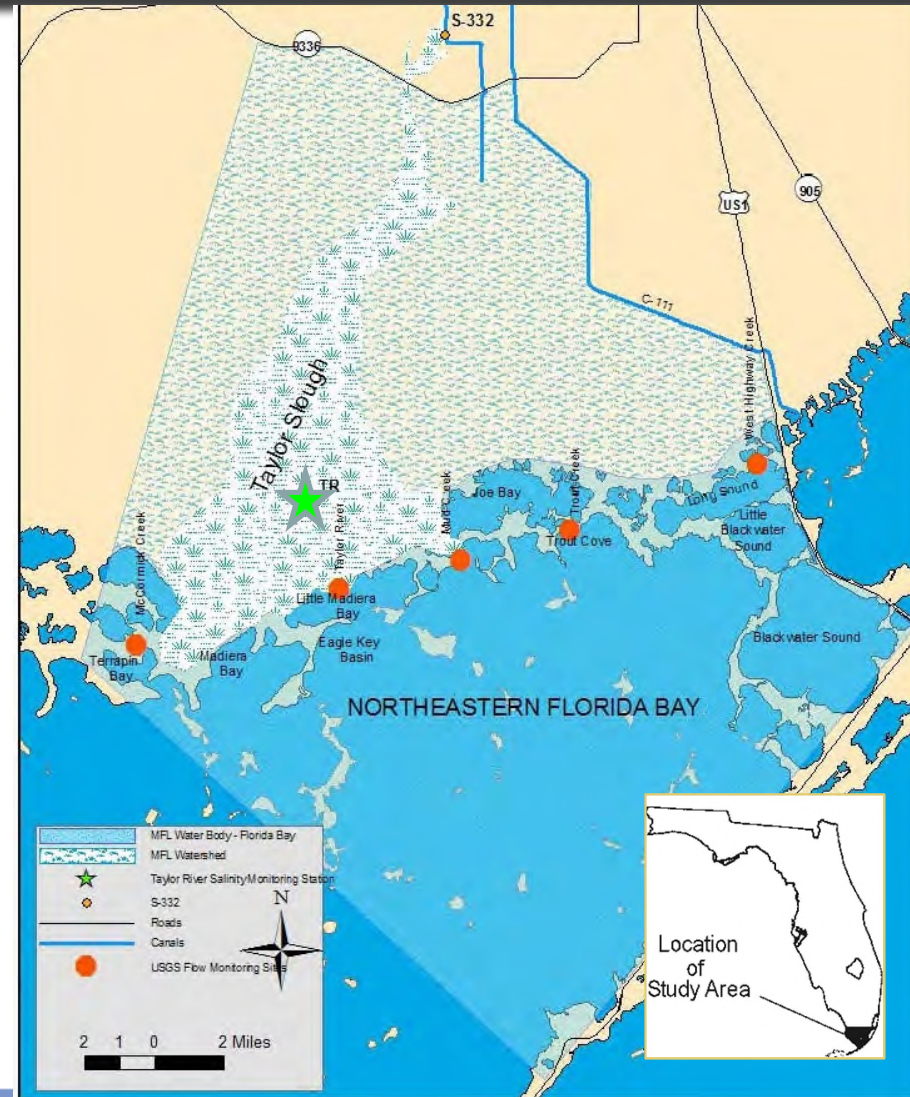 S-332
9336
905
US1
C-111
West Highway Creek
Taylor Slough
TR
Joe Bay
Trout Creek
Long Sound
Mud Creek
Little
Blackwater
Sound
Trout Cove
Taylor River
McCormick Creek
Little Madiera
Bay
Eagle Key
Basin
Blackwater Sound
Terrapin
Bay
Madiera
Bay
NORTHEASTERN FLORIDA BAY
MFL Water Body - Florida Bay
MFL Watershed
Taylor River Salinity Monitoring Station
S-332
N
Roads
Canals
USGS Flow Monitoring Sites
2 1 0 2 Miles
Location
of
Study Area